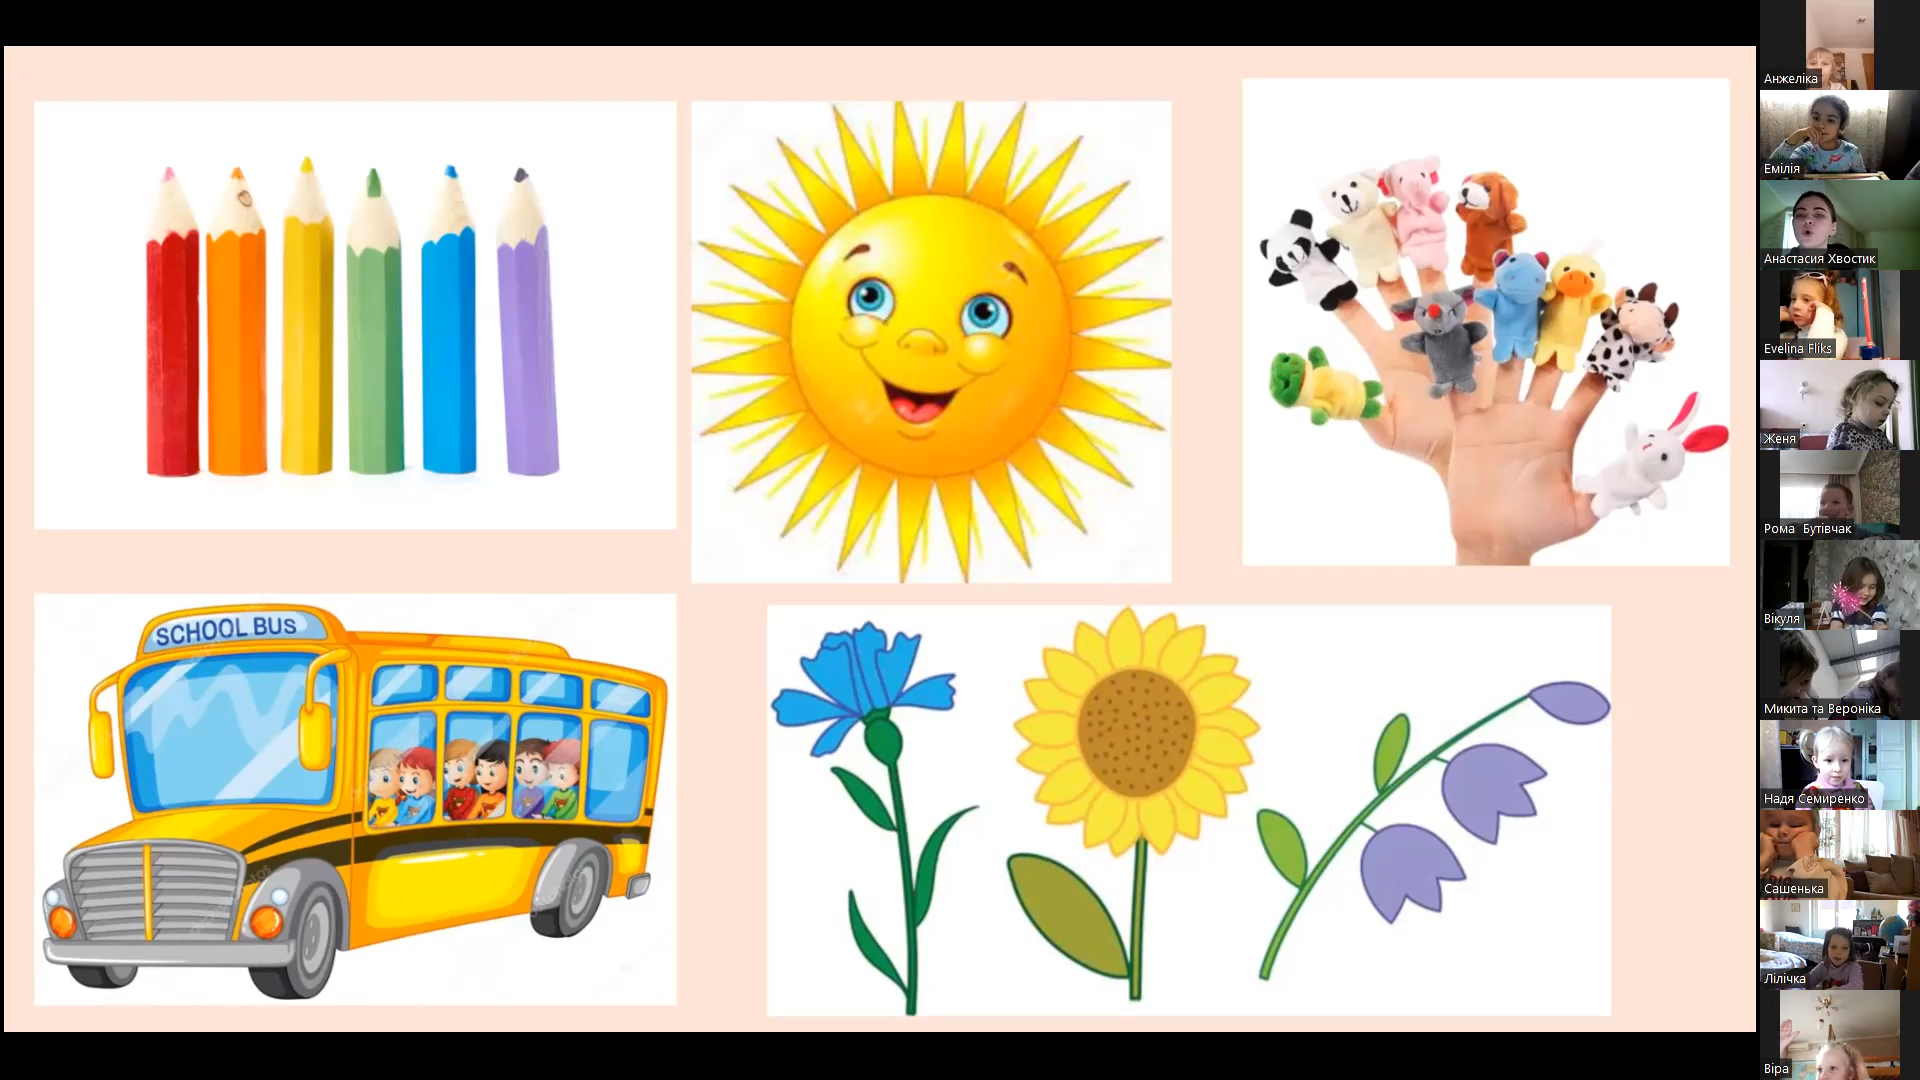 SCHOOL BUS
Анжеліка
Емілія
Анастасия Хвостик
Evelina Fliks
Женя
Рома Бутівчак
Вікуля
Микита та Вероніка
Надя Семиренко
Сашенька
Лілічка
Віра